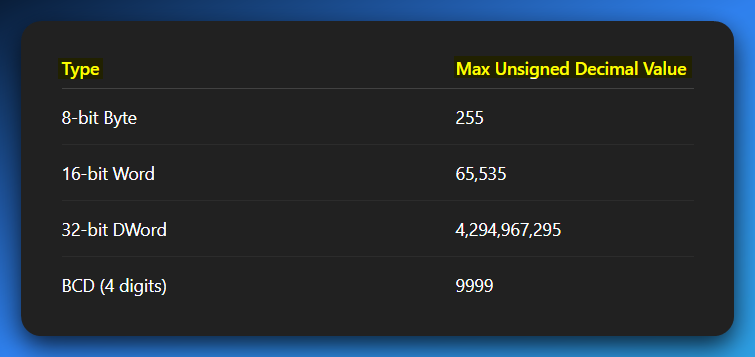 Type Max Unsigned Decimal Value
8-bit Byte 255
16-bit Word 65,535
32-bit DWord 4,294,967,295
BCD (4 digits) 9999